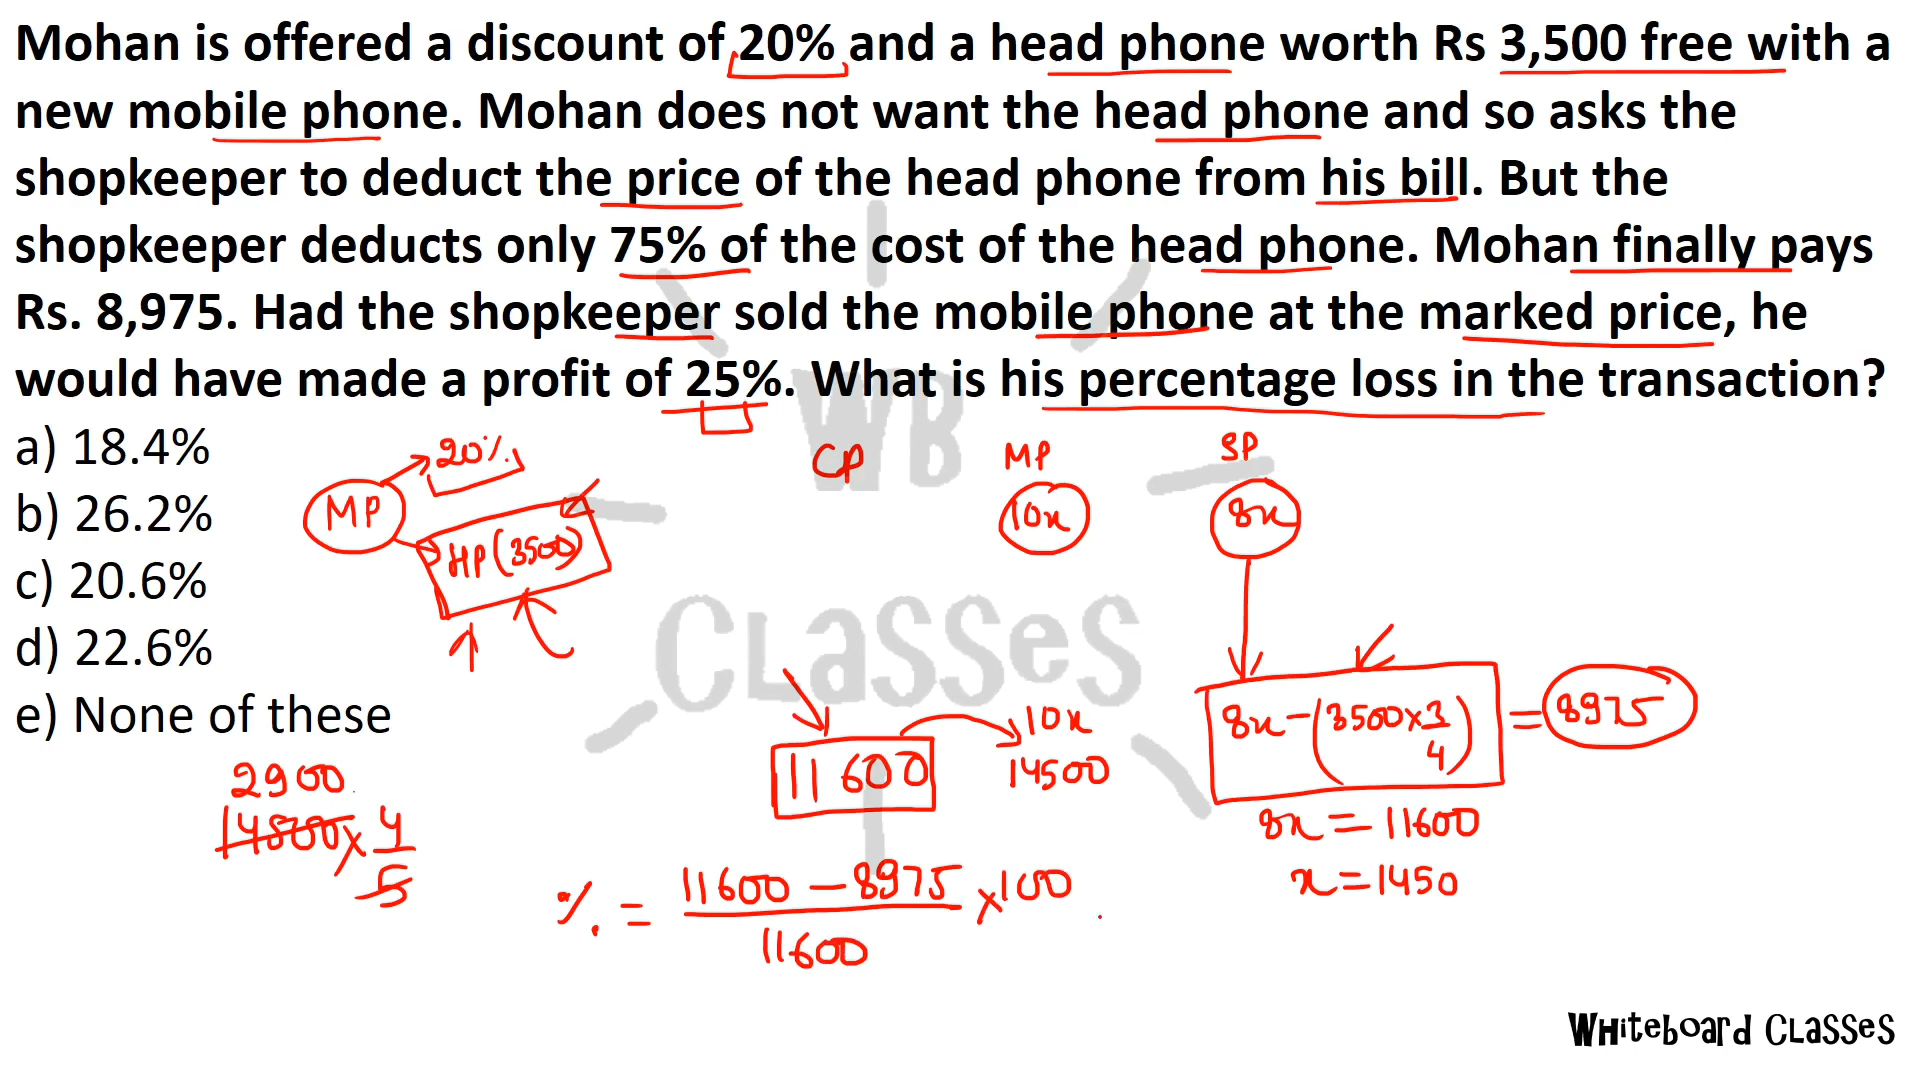 Mohan is offered a discount of 20% and a head phone worth Rs 3,500 free with a
new mobile phone. Mohan does not want the head phone and so asks the
shopkeeper to deduct the price of the head phone from his bill. But the
shopkeeper deducts only 75% of the cost of the head phone. Mohan finally pays
Rs. 8,975. Had the shopkeeper sold the mobile phone at the marked price, he
would have made a profit of 25%. What is his percentage loss in the transaction?
a) 18.4%
b) 26.2%
c) 20.6%
d) 22.6%
e) None of these
MP
20%
HP (3500)
CP MP SP
10x 8x
8x - (3500 × 3/4) = 8975
8x = 11600
x = 1450
11600
10x
14500
2900
14500 × 4/5
% = 11600 - 8975 / 11600 × 100
WB
CLaSSeS
WHiteboard CLaSSeS